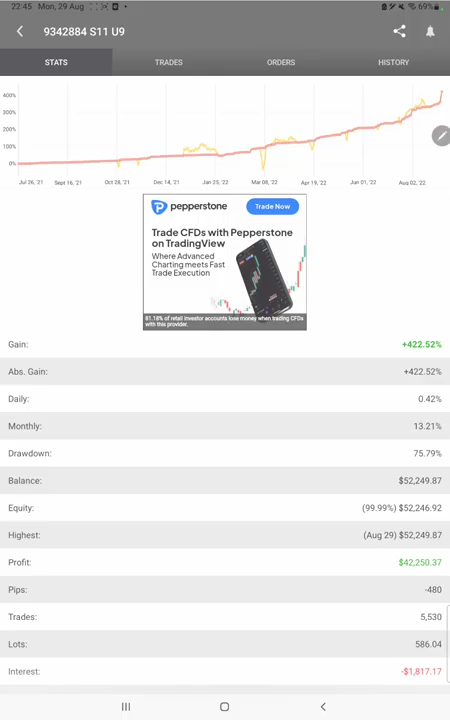 22:45 Mon, 29 Aug
69%
9342884 S11 U9
STATS
TRADES
ORDERS
HISTORY
400%
300%
200%
100%
0%
Jul 26, '21
Sept 16, '21
Oct 28, '21
Dec 14, '21
Jan 25, '22
Mar 08, '22
Apr 19, '22
Jun 01, '22
Aug 02, '22
pepperstone
Trade Now
Trade CFDs with Pepperstone
on TradingView
Where Advanced
Charting meets Fast
Trade Execution
81.18% of retail investor accounts lose money when trading CFDs
with this provider.
Gain: +422.52%
Abs. Gain: +422.52%
Daily: 0.42%
Monthly: 13.21%
Drawdown: 75.79%
Balance: $52,249.87
Equity: (99.99%) $52,246.92
Highest: (Aug 29) $52,249.87
Profit: $42,250.37
Pips: -480
Trades: 5,530
Lots: 586.04
Interest: -$1,817.17